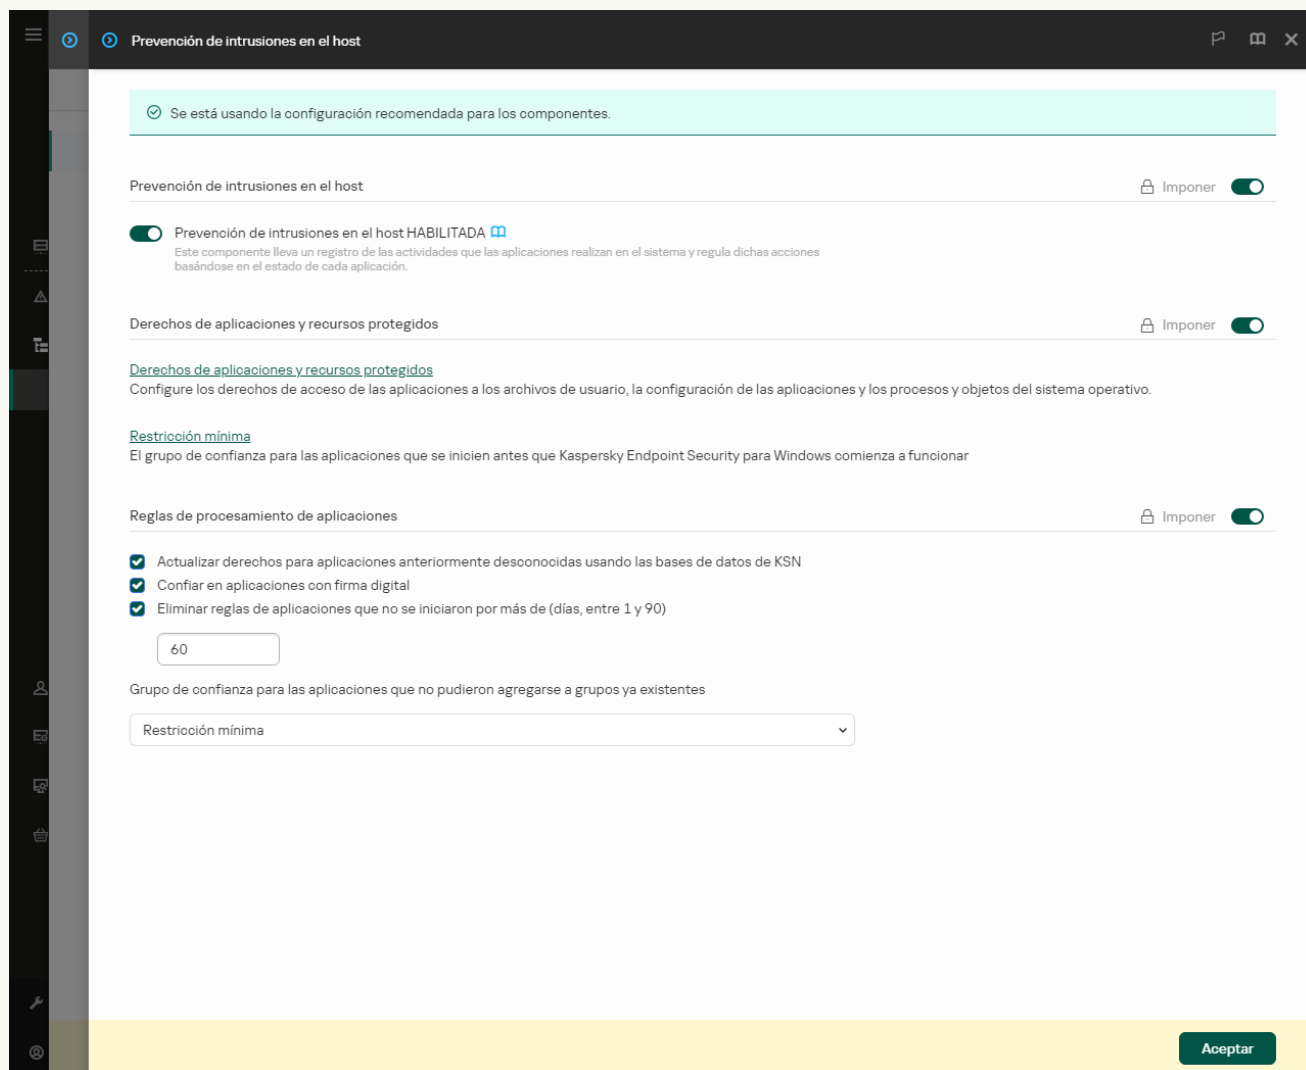 Prevención de intrusiones en el host
Se está usando la configuración recomendada para los componentes.
Prevención de intrusiones en el host
Imponer
Prevención de intrusiones en el host HABILITADA
Este componente lleva un registro de las actividades que las aplicaciones realizan en el sistema y regula dichas acciones
basándose en el estado de cada aplicación.
Derechos de aplicaciones y recursos protegidos
Imponer
Derechos de aplicaciones y recursos protegidos
Configure los derechos de acceso de las aplicaciones a los archivos de usuario, la configuración de las aplicaciones y los procesos y objetos del sistema operativo.
Restricción mínima
El grupo de confianza para las aplicaciones que se inicien antes que Kaspersky Endpoint Security para Windows comienza a funcionar
Reglas de procesamiento de aplicaciones
Imponer
Actualizar derechos para aplicaciones anteriormente desconocidas usando las bases de datos de KSN
Confiar en aplicaciones con firma digital
Eliminar reglas de aplicaciones que no se iniciaron por más de (días, entre 1 y 90)
60
Grupo de confianza para las aplicaciones que no pudieron agregarse a grupos ya existentes
Restricción mínima
Aceptar